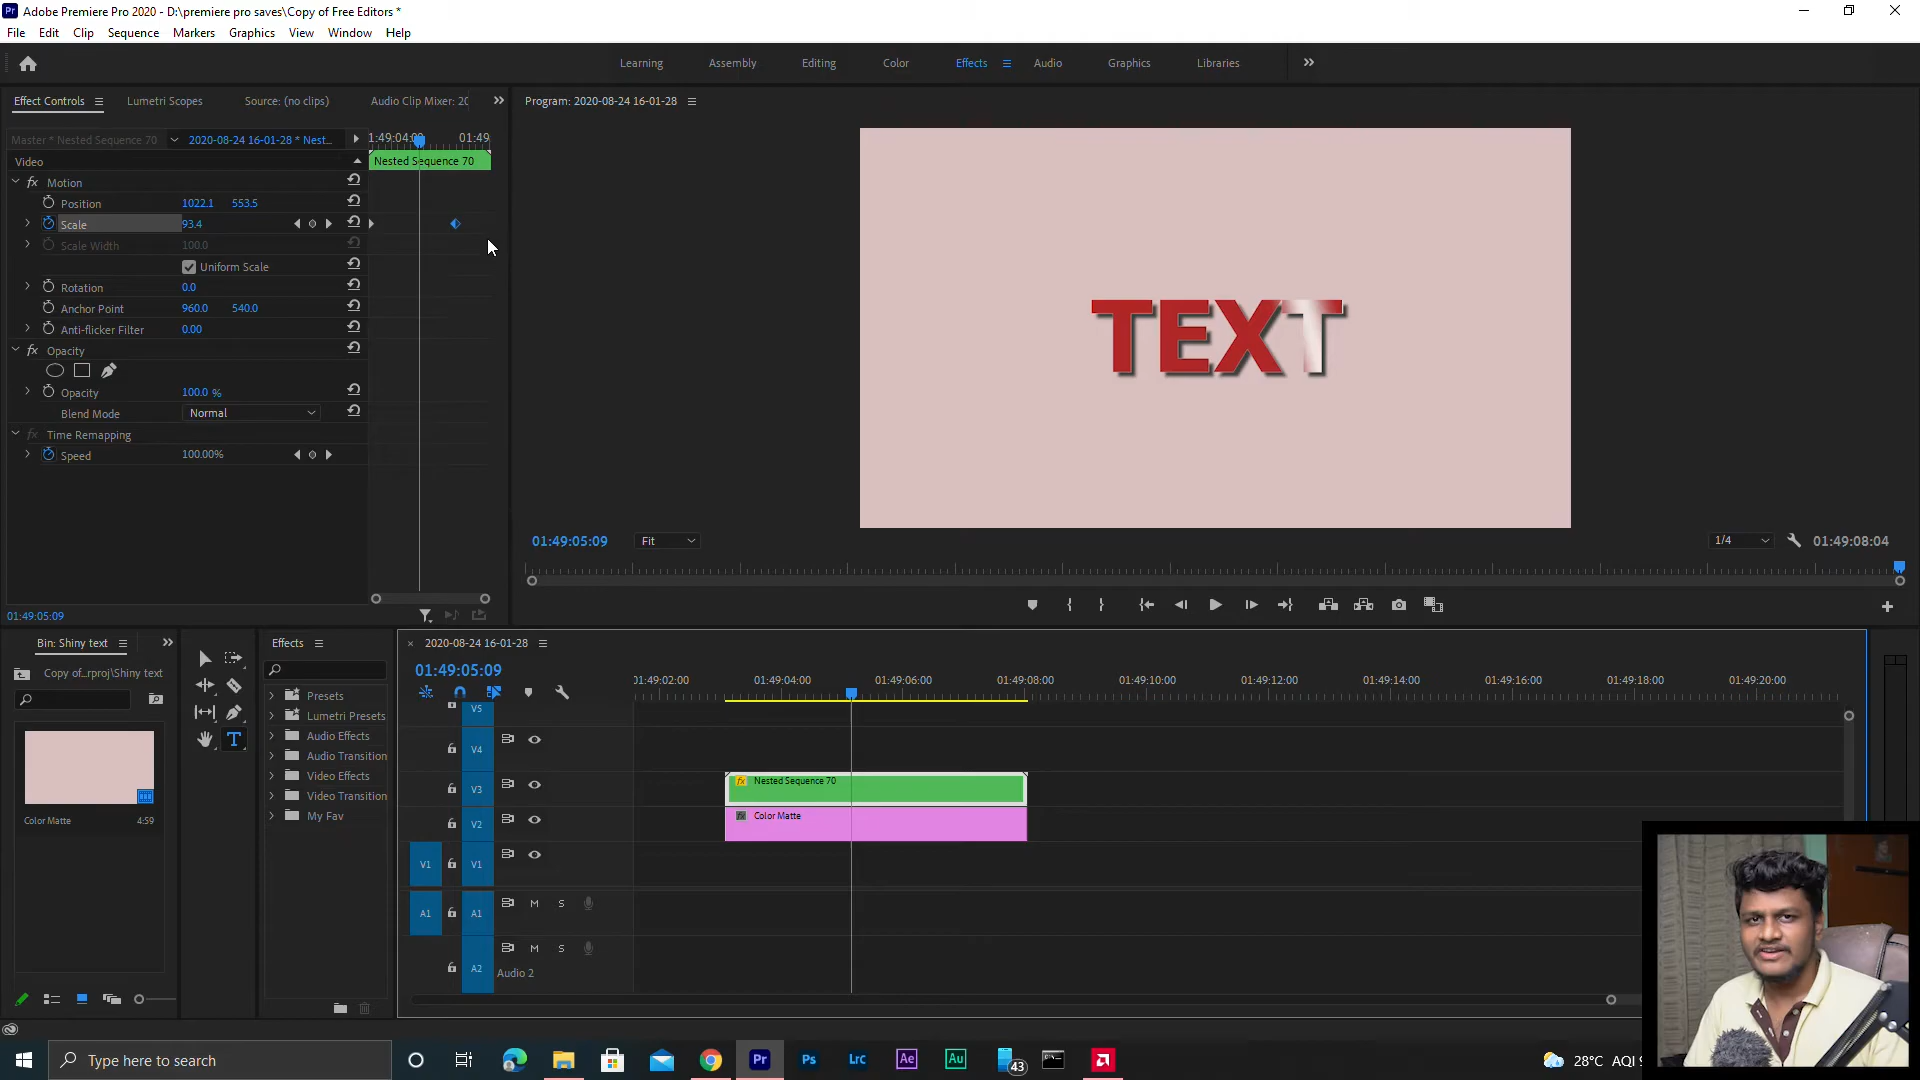 Adobe Premiere Pro 2020 - D:\premiere pro saves\Copy of Free Editors *
File Edit Clip Sequence Markers Graphics View Window Help
Learning Assembly Editing Color Effects Audio Graphics Libraries
Effect Controls Lumetri Scopes Source: (no clips) Audio Clip Mixer: 20
Program: 2020-08-24 16-01-28
Master * Nested Sequence 70 2020-08-24 16-01-28 * Nest... 1:49:04:00 01:49
Video Nested Sequence 70
fx Motion
Position 1022.1 553.5
Scale 93.4
Scale Width 100.0
Uniform Scale
Rotation 0.0
Anchor Point 960.0 540.0
Anti-flicker Filter 0.00
fx Opacity
Opacity 100.0 %
Blend Mode Normal
fx Time Remapping
Speed 100.00%
TEXT
01:49:05:09 Fit 1/4 01:49:08:04
01:49:05:09
Bin: Shiny text
Copy of...rproj\Shiny text
Color Matte 4:59
Effects
Presets
Lumetri Presets
Audio Effects
Audio Transition
Video Effects
Video Transition
My Fav
2020-08-24 16-01-28
01:49:05:09
01:49:02:00 01:49:04:00 01:49:06:00 01:49:08:00 01:49:10:00 01:49:12:00 01:49:14:00 01:49:16:00 01:49:18:00 01:49:20:00
V5
V4
V3 fx Nested Sequence 70
V2 fx Color Matte
V1 V1
A1 A1 M S
A2 M S
Audio 2
Type here to search Pr Ps Lrc Ae Au 43 28°C AQI